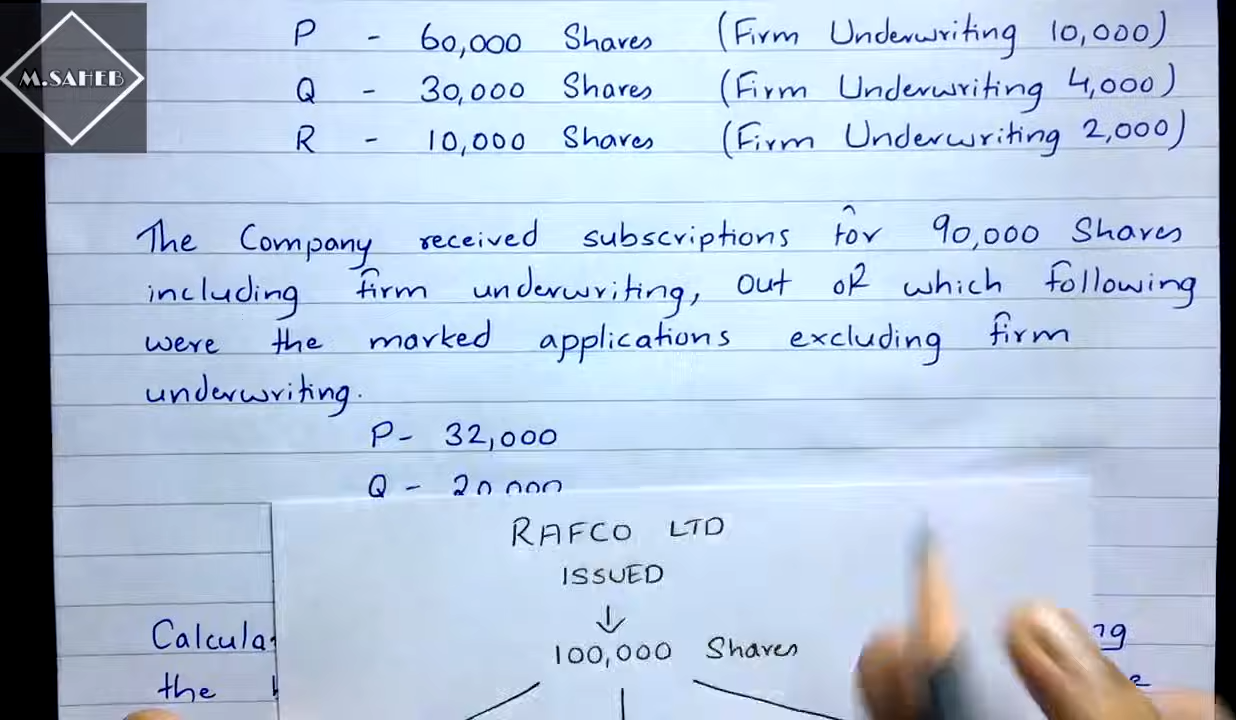 P - 60,000 Shares (Firm Underwriting 10,000)
M.SAHEB
Q - 30,000 Shares (Firm Underwriting 4,000)
R - 10,000 Shares (Firm Underwriting 2,000)
The Company received subscriptions for 90,000 Shares
including firm underwriting, out of which following
were the marked applications excluding firm
underwriting.
P- 32,000
Q - 20,000
RAFCO LTD
ISSUED
100,000 Shares
the